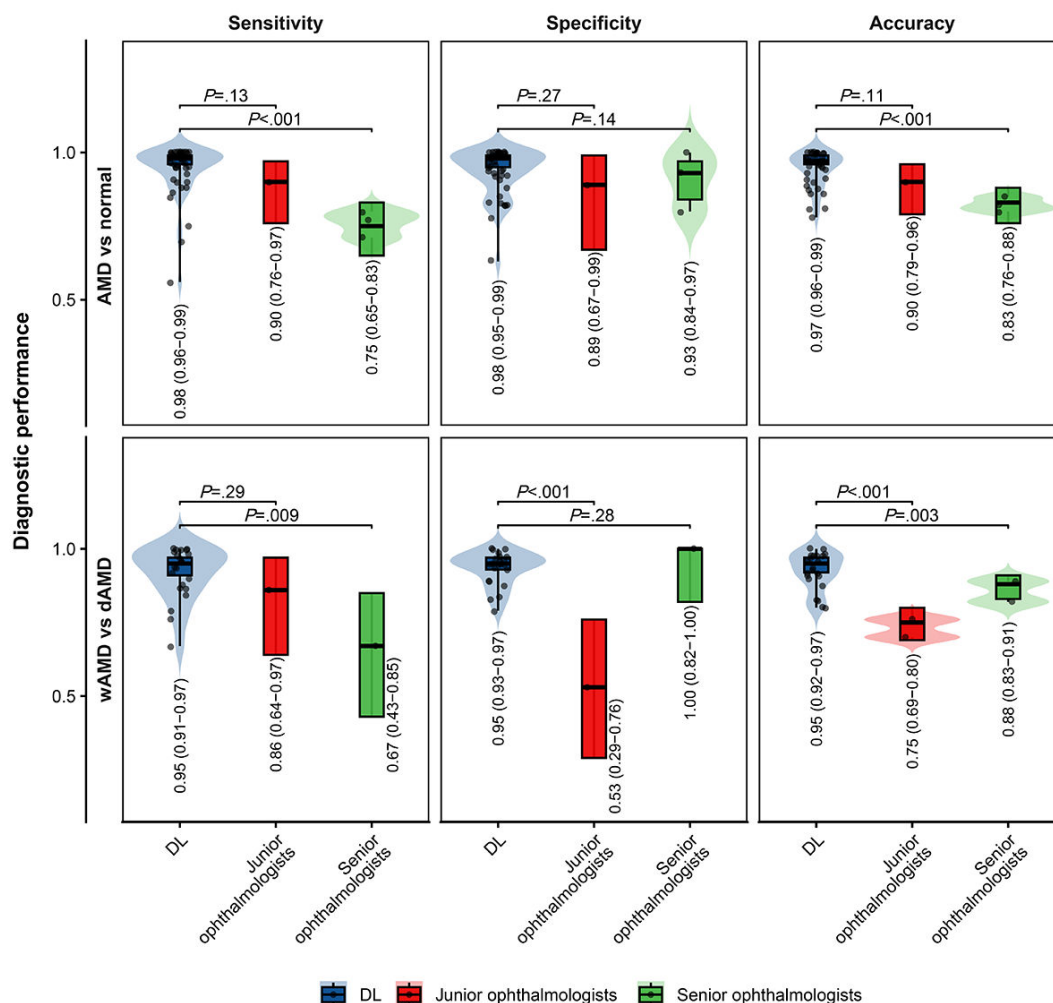 Sensitivity
Specificity
Accuracy
Diagnostic performance
AMD vs normal
1.0
0.5
P=.13
P<.001
0.98 (0.96−0.99)
0.90 (0.76−0.97)
0.75 (0.65−0.83)
P=.27
P=.14
0.98 (0.95−0.99)
0.89 (0.67−0.99)
0.93 (0.84−0.97)
P=.11
P<.001
0.97 (0.96−0.99)
0.90 (0.79−0.96)
0.83 (0.76−0.88)
wAMD vs dAMD
1.0
0.5
P=.29
P=.009
0.95 (0.91−0.97)
0.86 (0.64−0.97)
0.67 (0.43−0.85)
P<.001
P=.28
0.95 (0.93−0.97)
0.53 (0.29−0.76)
1.00 (0.82−1.00)
P<.001
P=.003
0.95 (0.92−0.97)
0.75 (0.69−0.80)
0.88 (0.83−0.91)
DL
Junior
ophthalmologists
Senior
ophthalmologists
DL
Junior
ophthalmologists
Senior
ophthalmologists
DL
Junior
ophthalmologists
Senior
ophthalmologists
DL
Junior ophthalmologists
Senior ophthalmologists